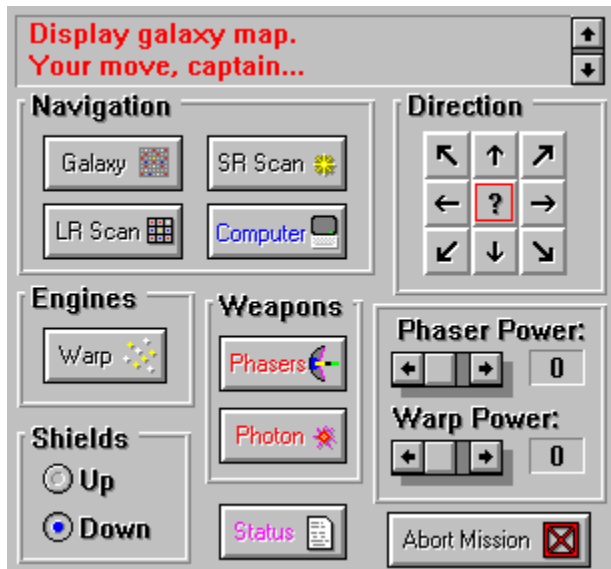 Display galaxy map.
Your move, captain...
Navigation
Galaxy
SR Scan
LR Scan
Computer
Direction
?
Engines
Warp
Weapons
Phasers
Photon
Phaser Power:
0
Warp Power:
0
Shields
Up
Down
Status
Abort Mission